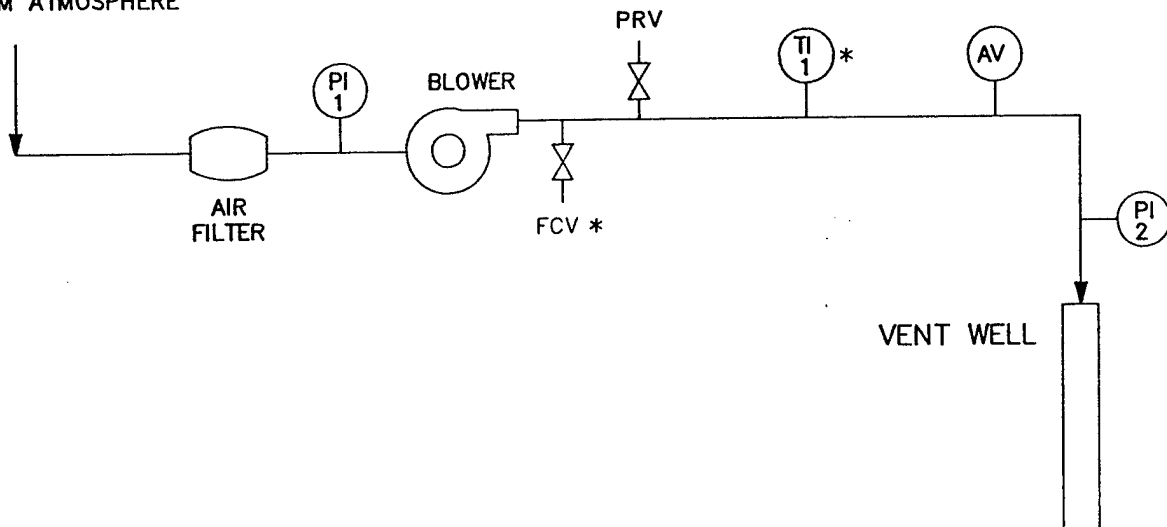 ATMOSPHERE
PRV
TI
1 *
AV
PI
1
BLOWER
AIR
FILTER
FCV *
PI
2
VENT WELL